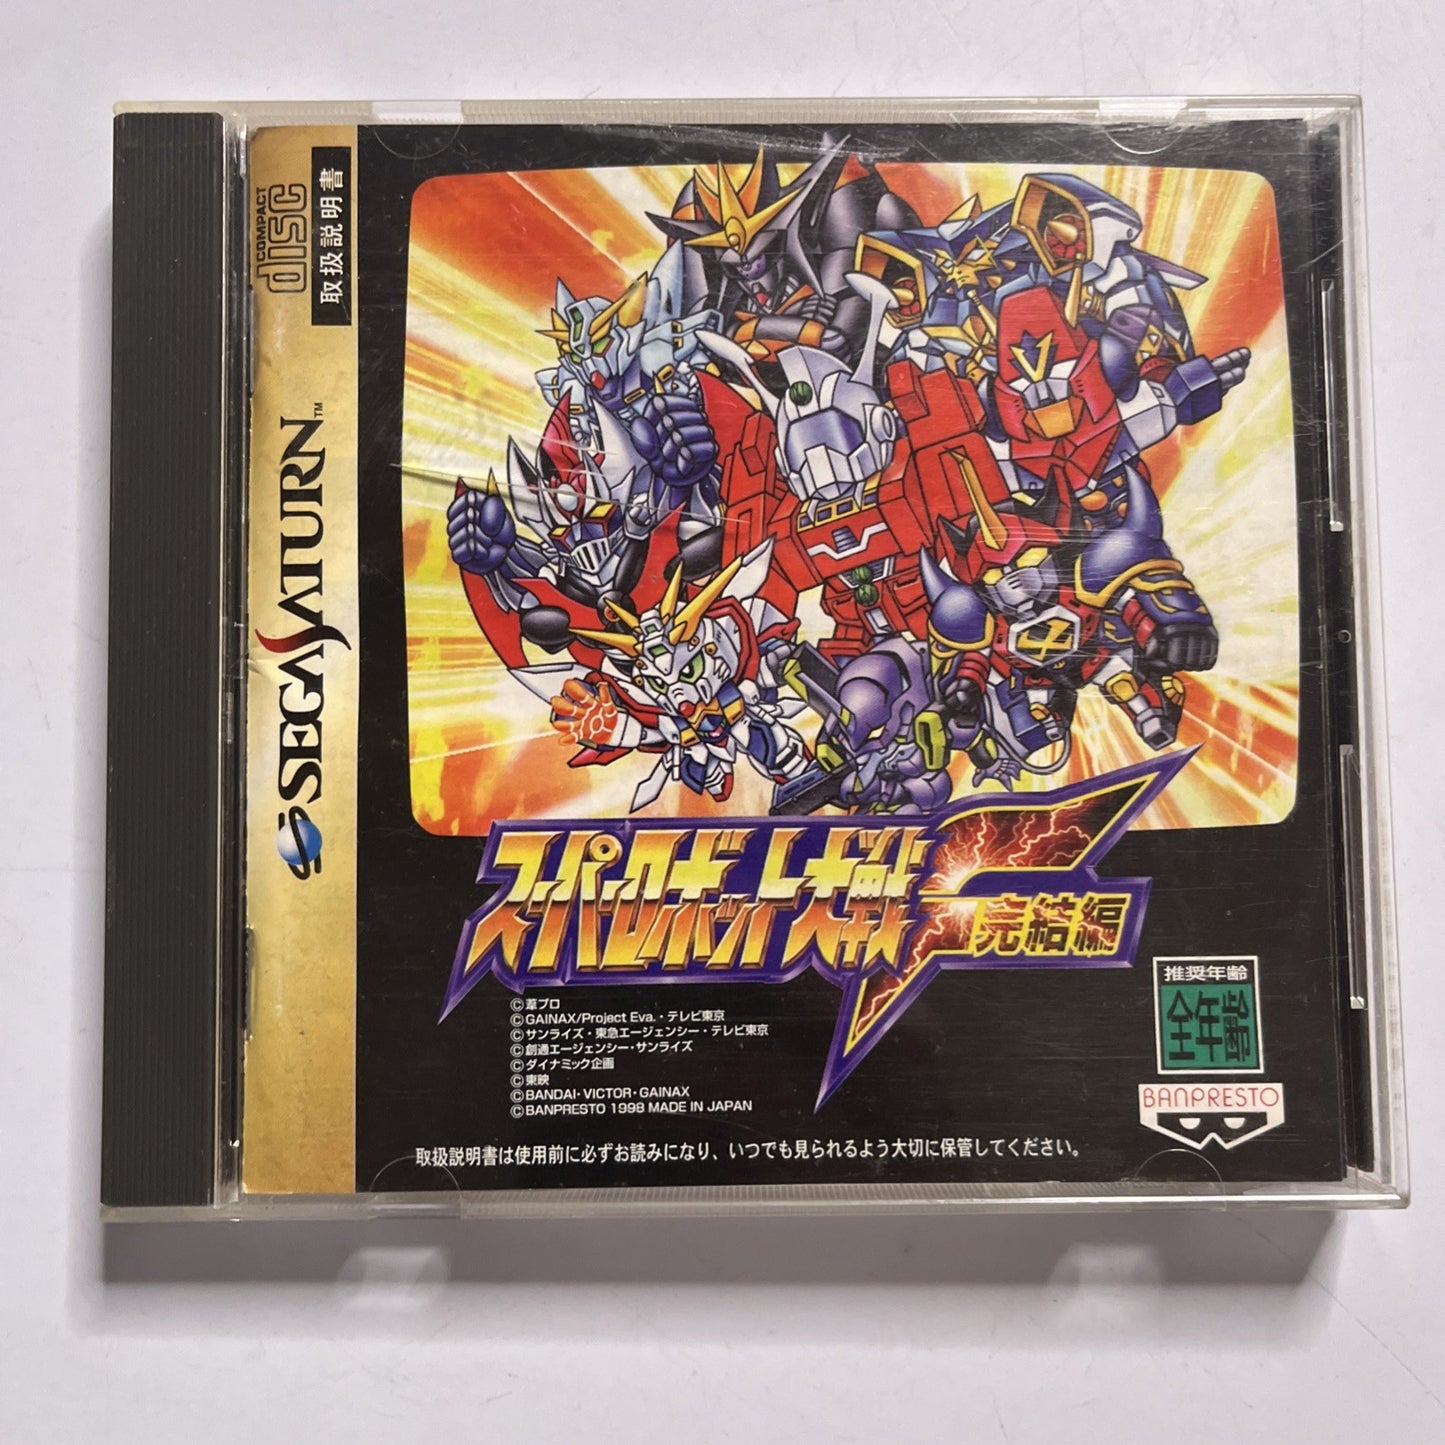 COMPACT
disc
取扱説明書
SEGA SATURN™
スーパーロボット大戦F
完結編
©葦プロ
©GAINAX/Project Eva.・テレビ東京
©サンライズ・東急エージェンシー・テレビ東京
©創通エージェンシー・サンライズ
©ダイナミック企画
©東映
©BANDAI・VICTOR・GAINAX
©BANPRESTO 1998 MADE IN JAPAN
推奨年齢
全年齢
BANPRESTO
取扱説明書は使用前に必ずお読みになり、いつでも見られるよう大切に保管してください。